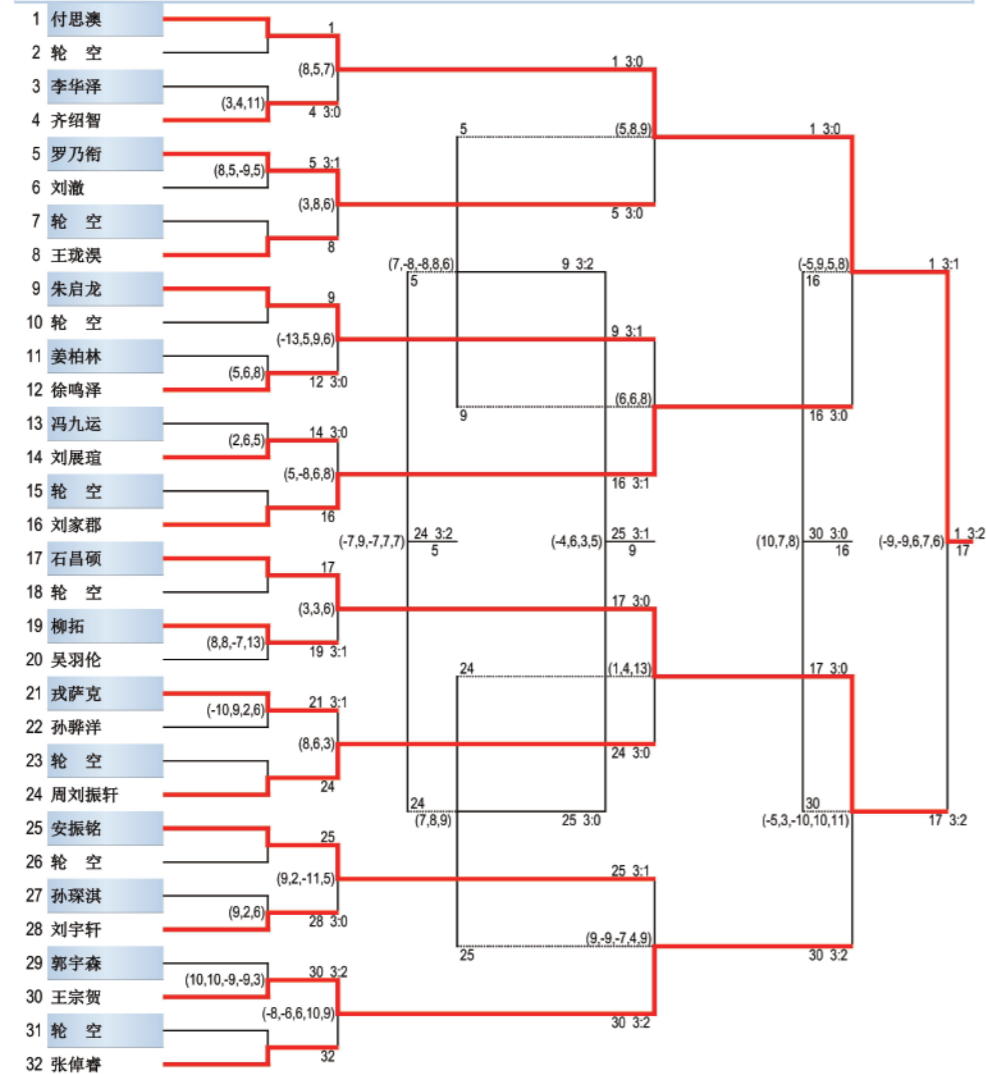 1 付思澳
1
2 轮 空
(8,5,7)
1 3:0
3 李华泽
(3,4,11)
4 3:0
4 齐绍智
5
(5,8,9)
1 3:0
5 罗乃衔
5 3:1
(8,5,-9,5)
6 刘澈
(3,8,6)
5 3:0
7 轮 空
8
8 王珑淏
(7,-8,-8,8,6)
9 3:2
(-5,9,5,8)
1 3:1
5
16
9 朱启龙
9
10 轮 空
(-13,5,9,6)
9 3:1
11 姜柏林
(5,6,8)
12 3:0
12 徐鸣泽
(6,6,8)
9
16 3:0
13 冯九运
14 3:0
(2,6,5)
14 刘展瑄
(5,-8,6,8)
16 3:1
15 轮 空
16
16 刘家郡
(-7,9,-7,7,7)
24 3:2
5
(-4,6,3,5)
25 3:1
9
(10,7,8)
30 3:0
16
(-9,-9,6,7,6)
1 3:2
17
17 石昌硕
17
18 轮 空
(3,3,6)
17 3:0
19 柳拓
(8,8,-7,13)
19 3:1
20 吴羽伦
24
(1,4,13)
17 3:0
21 戎萨克
21 3:1
(-10,9,2,6)
22 孙骅洋
(8,6,3)
24 3:0
23 轮 空
24
24 周刘振轩
24
(7,8,9)
25 3:0
30
(-5,3,-10,10,11)
17 3:2
25 安振铭
25
26 轮 空
(9,2,-11,5)
25 3:1
27 孙琛淇
(9,2,6)
28 3:0
28 刘宇轩
(9,-9,-7,4,9)
25
30 3:2
29 郭宇森
30 3:2
(10,10,-9,-9,3)
30 王宗贺
(-8,-6,6,10,9)
30 3:2
31 轮 空
32
32 张倬睿